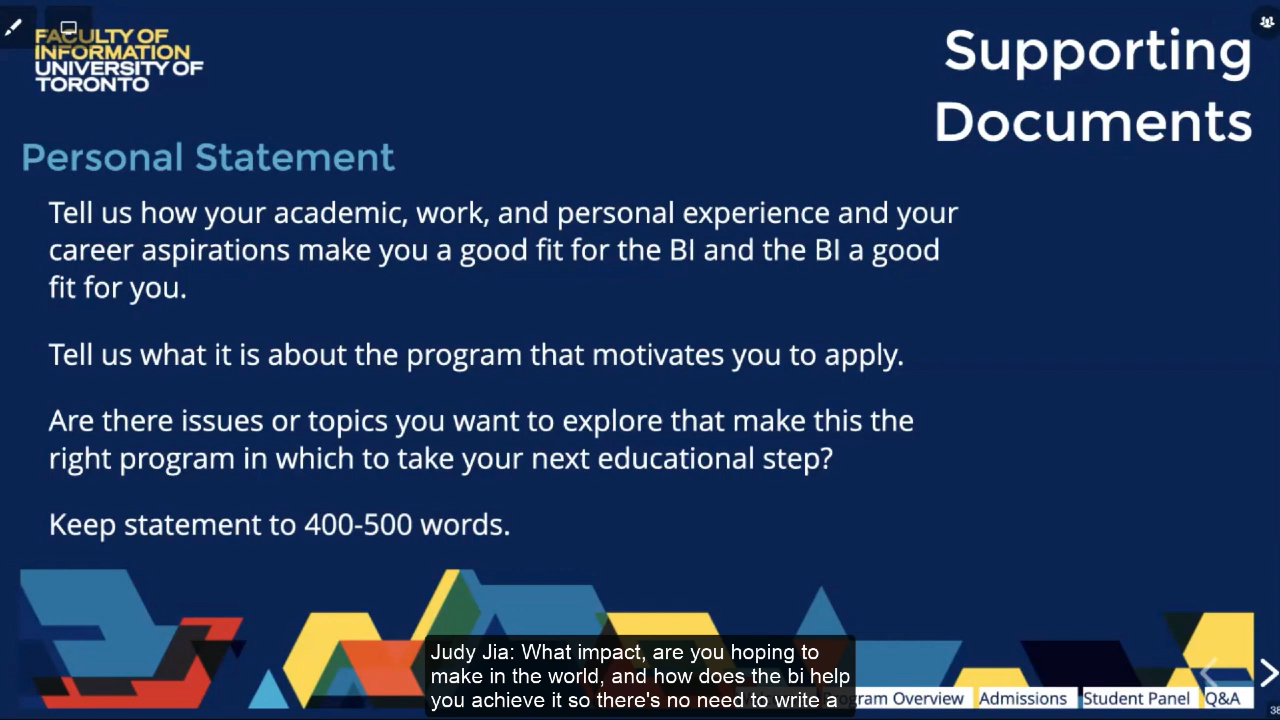 FACULTY OF
INFORMATION
UNIVERSITY OF
TORONTO
Supporting
Documents
Personal Statement
Tell us how your academic, work, and personal experience and your
career aspirations make you a good fit for the BI and the BI a good
fit for you.
Tell us what it is about the program that motivates you to apply.
Are there issues or topics you want to explore that make this the
right program in which to take your next educational step?
Keep statement to 400-500 words.
Judy Jia: What impact, are you hoping to
make in the world, and how does the bi help
you achieve it so there's no need to write a
Overview Admissions Student Panel Q&A
38